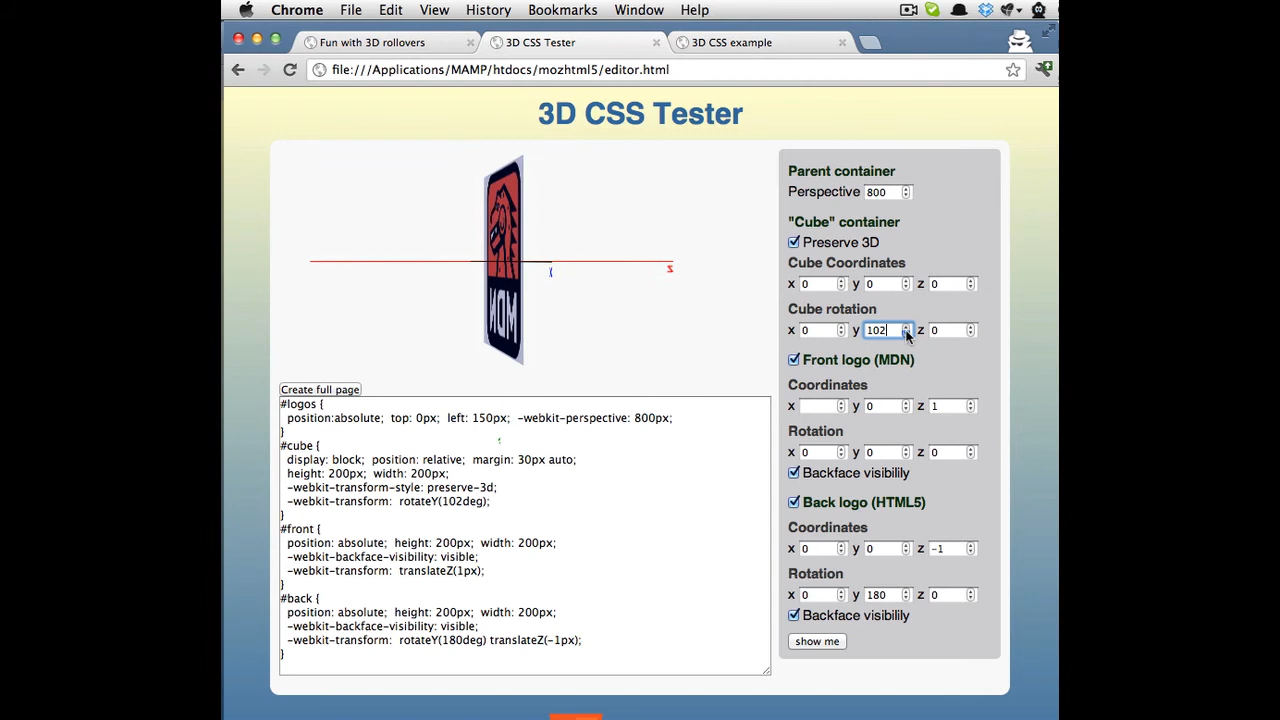 Chrome File Edit View History Bookmarks Window Help
Fun with 3D rollovers
3D CSS Tester
3D CSS example
file:///Applications/MAMP/htdocs/mozhtml5/editor.html
3D CSS Tester
MDN
z
Create full page
#logos {
position:absolute; top: 0px; left: 150px; -webkit-perspective: 800px;
}
#cube {
display: block; position: relative; margin: 30px auto;
height: 200px; width: 200px;
-webkit-transform-style: preserve-3d;
-webkit-transform: rotateY(102deg);
}
#front {
position: absolute; height: 200px; width: 200px;
-webkit-backface-visibility: visible;
-webkit-transform: translateZ(1px);
}
#back {
position: absolute; height: 200px; width: 200px;
-webkit-backface-visibility: visible;
-webkit-transform: rotateY(180deg) translateZ(-1px);
}
Parent container
Perspective 800
"Cube" container
Preserve 3D
Cube Coordinates
x 0 y 0 z 0
Cube rotation
x 0 y 102 z 0
Front logo (MDN)
Coordinates
x y 0 z 1
Rotation
x 0 y 0 z 0
Backface visibilily
Back logo (HTML5)
Coordinates
x 0 y 0 z -1
Rotation
x 0 y 180 z 0
Backface visibilily
show me